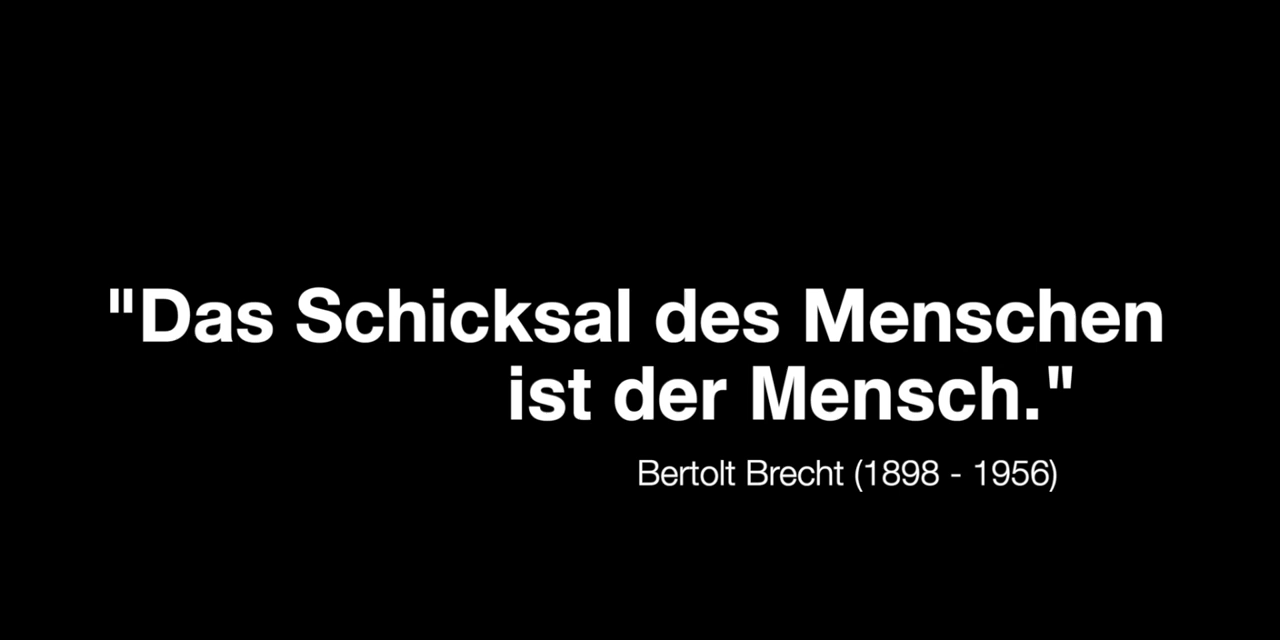 "Das Schicksal des Menschen
ist der Mensch."
Bertolt Brecht (1898 - 1956)